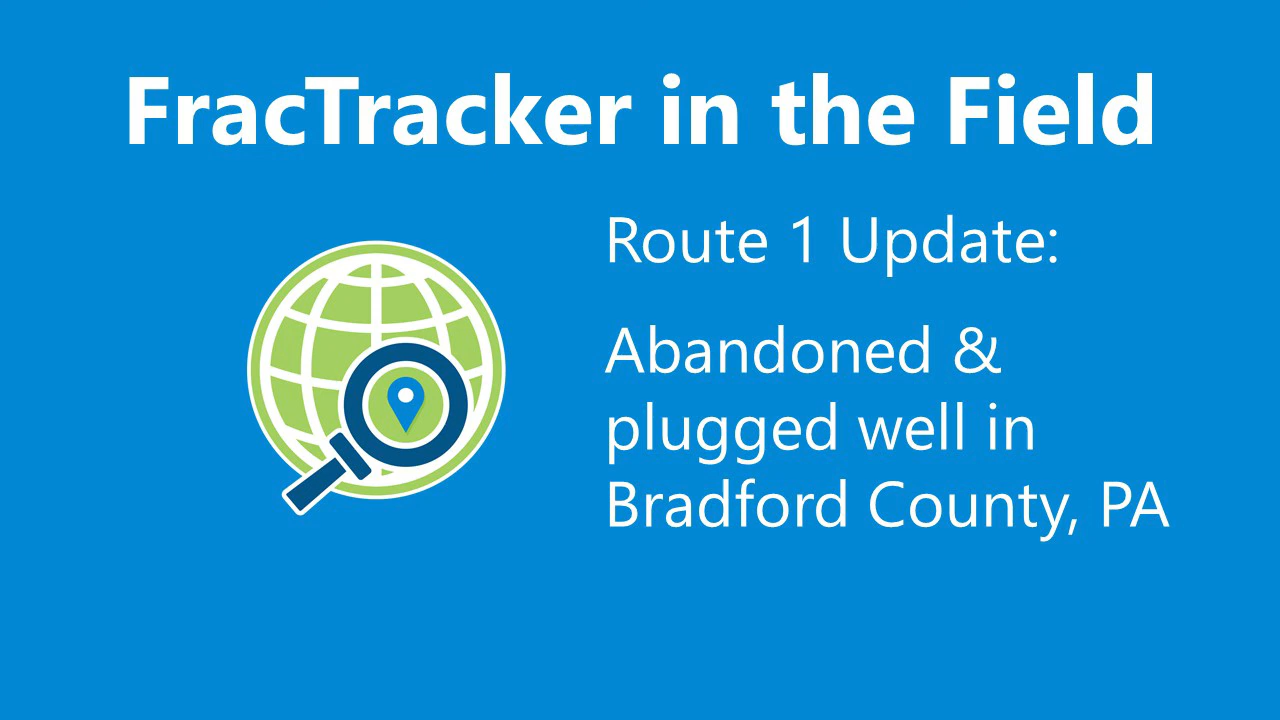 FracTracker in the Field
Route 1 Update:
Abandoned &
plugged well in
Bradford County, PA